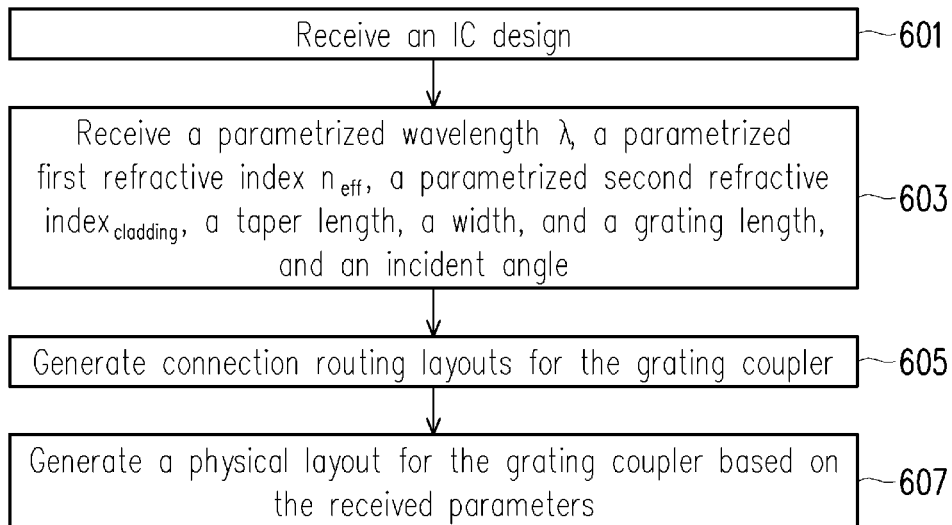 Receive an IC design
601
Receive a parametrized wavelength λ, a parametrized
first refractive index n_eff, a parametrized second refractive
index_cladding, a taper length, a width, and a grating length,
and an incident angle
603
Generate connection routing layouts for the grating coupler
605
Generate a physical layout for the grating coupler based on
the received parameters
607